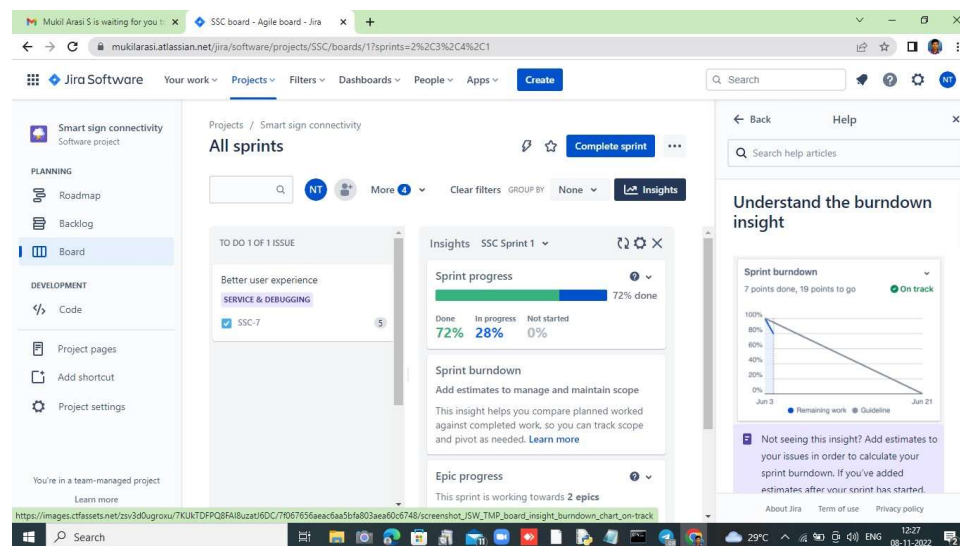 Mukil Arasi S is waiting for you to
SSC board - Agile board - Jira
mukilarasi.atlassian.net/jira/software/projects/SSC/boards/1?sprints=2%2C3%2C4%2C1
Jira Software
Your work
Projects
Filters
Dashboards
People
Apps
Create
Search
NT
Smart sign connectivity
Software project
PLANNING
Roadmap
Backlog
Board
DEVELOPMENT
Code
Project pages
Add shortcut
Project settings
You're in a team-managed project
Learn more
Projects / Smart sign connectivity
All sprints
Complete sprint
NT
More 4
Clear filters
GROUP BY
None
Insights
TO DO 1 OF 1 ISSUE
Better user experience
SERVICE & DEBUGGING
SSC-7
5
Insights SSC Sprint 1
Sprint progress
72% done
Done In progress Not started
72% 28% 0%
Sprint burndown
Add estimates to manage and maintain scope
This insight helps you compare planned worked
against completed work, so you can track scope
and pivot as needed. Learn more
Epic progress
This sprint is working towards 2 epics
Back
Help
Search help articles
Understand the burndown
insight
Sprint burndown
7 points done, 19 points to go
On track
100%
80%
60%
40%
20%
0%
Jun 3
Jun 21
Remaining work Guideline
Not seeing this insight? Add estimates to
your issues in order to calculate your
sprint burndown. If you've added
estimates after your sprint has started,
About Jira Term of use Privacy policy
Search
29°C
ENG
12:27
08-11-2022